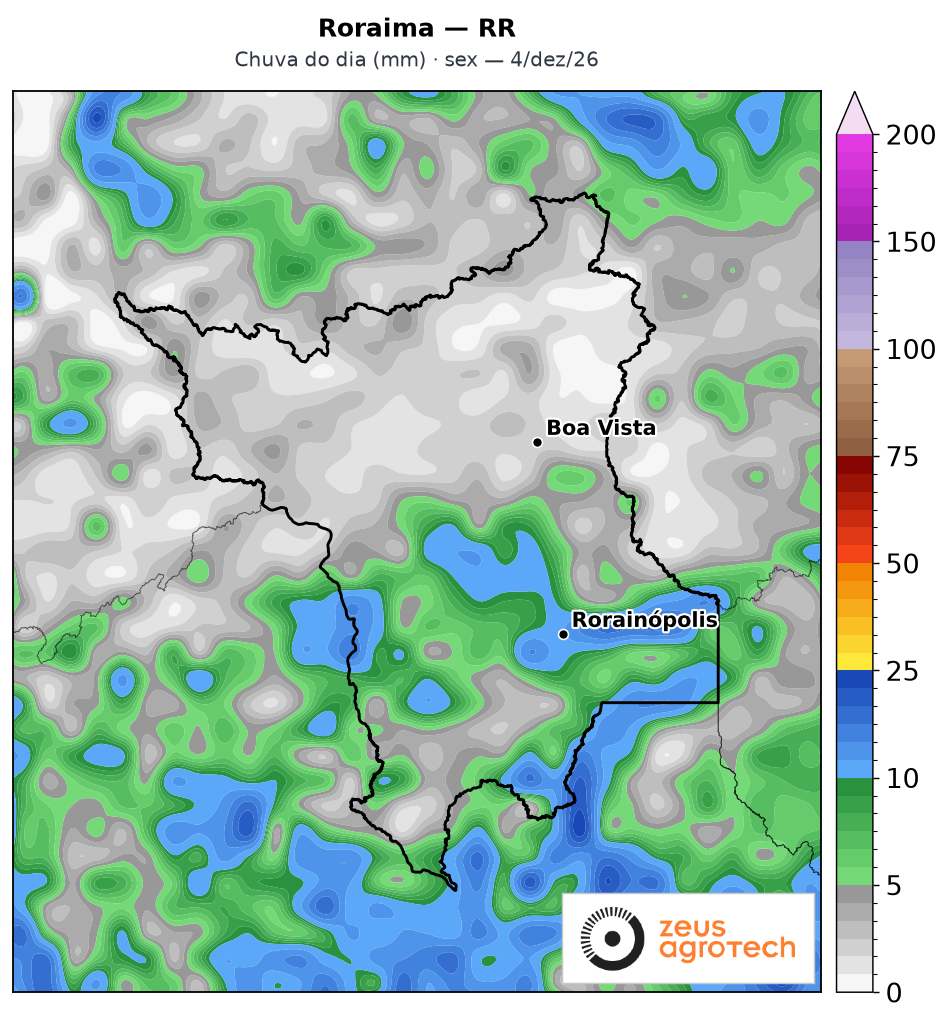 Roraima — RR
Chuva do dia (mm) · sex — 4/dez/26
200
150
100
75
50
25
10
5
0
Boa Vista
Rorainópolis
zeus
agrotech